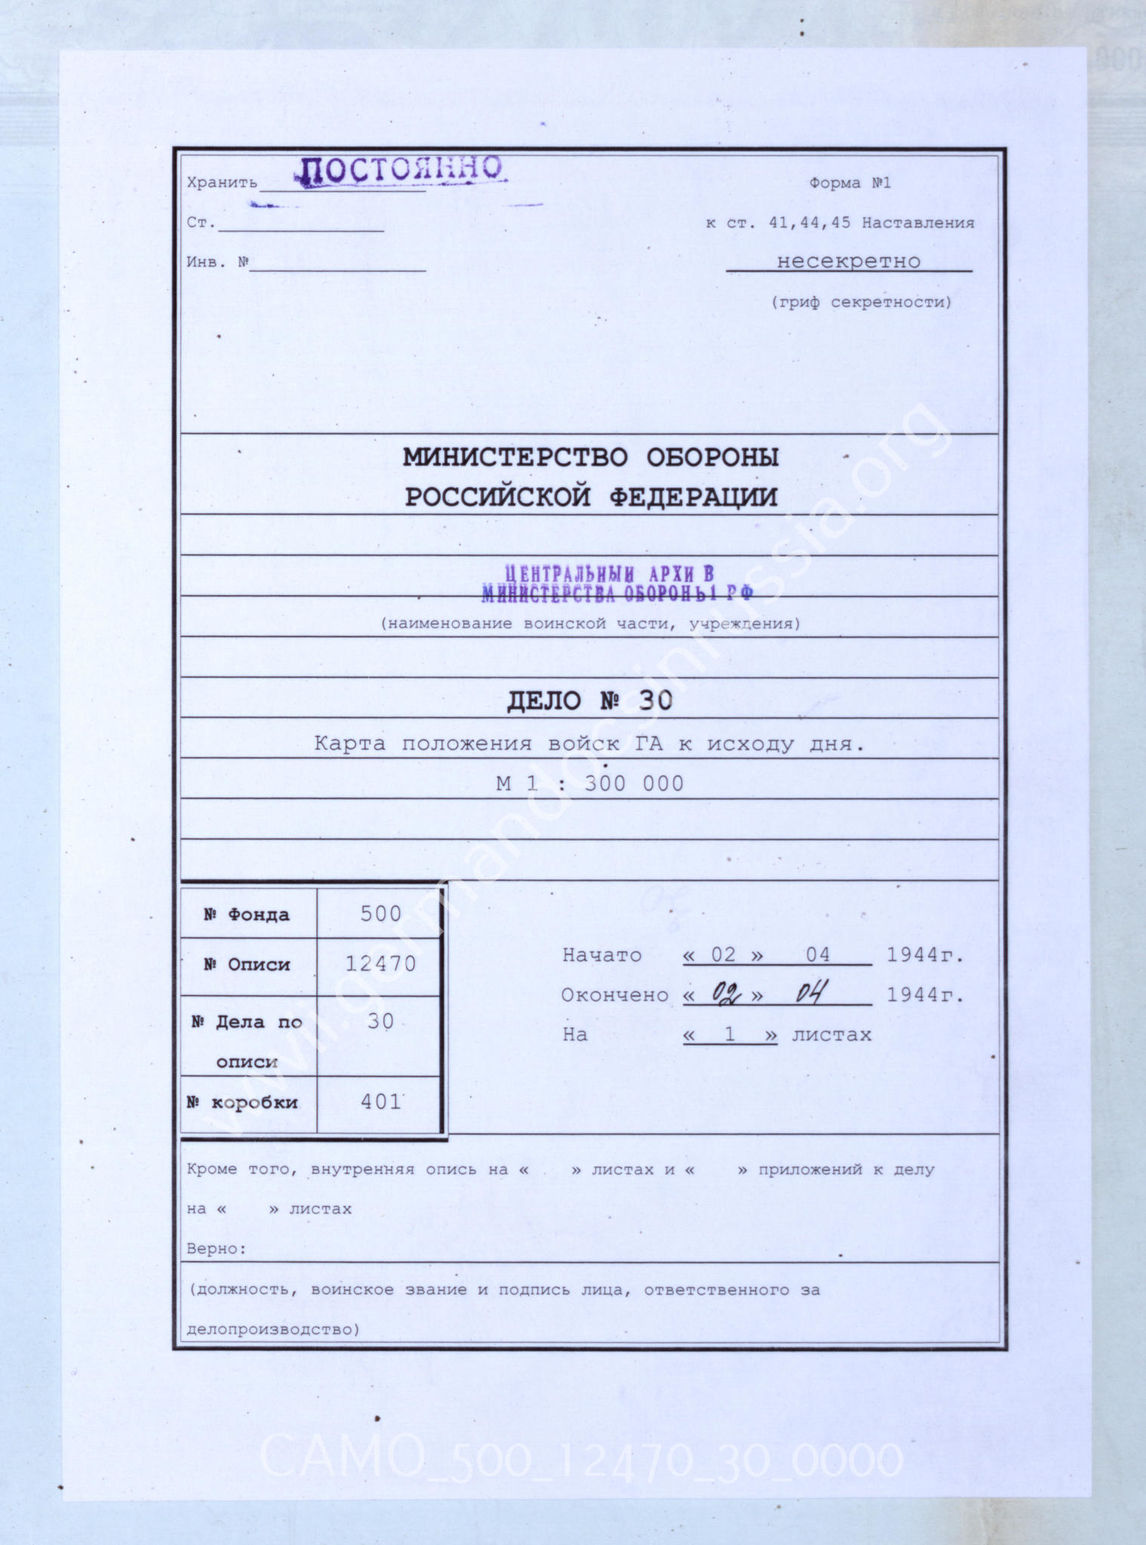 Хранить ПОСТОЯННО
Форма №1
Ст.
к ст. 41,44,45 Наставления
Инв. №
несекретно
(гриф секретности)
МИНИСТЕРСТВО ОБОРОНЫ
РОССИЙСКОЙ ФЕДЕРАЦИИ
ЦЕНТРАЛЬНЫЙ АРХИВ
МИНИСТЕРСТВА ОБОРОНЫ РФ
(наименование воинской части, учреждения)
ДЕЛО № 30
Карта положения войск ГА к исходу дня.
М 1 : 300 000
№ Фонда 500
№ Описи 12470
№ Дела по описи 30
№ коробки 401
Начато « 02 » 04 1944г.
Окончено « 02 » 04 1944г.
На « 1 » листах
Кроме того, внутренняя опись на « » листах и « » приложений к делу
на « » листах
Верно:
(должность, воинское звание и подпись лица, ответственного за
делопроизводство)
www.germandocsinrussia.org
CAMO_500_12470_30_0000